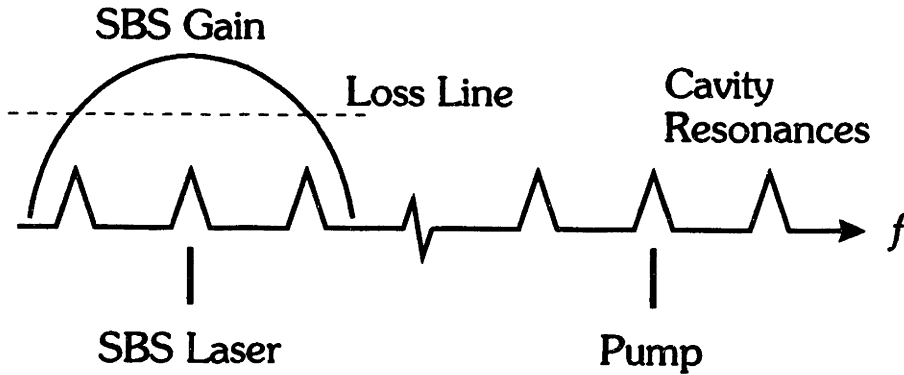 SBS Gain
Loss Line
Cavity
Resonances
f
SBS Laser
Pump